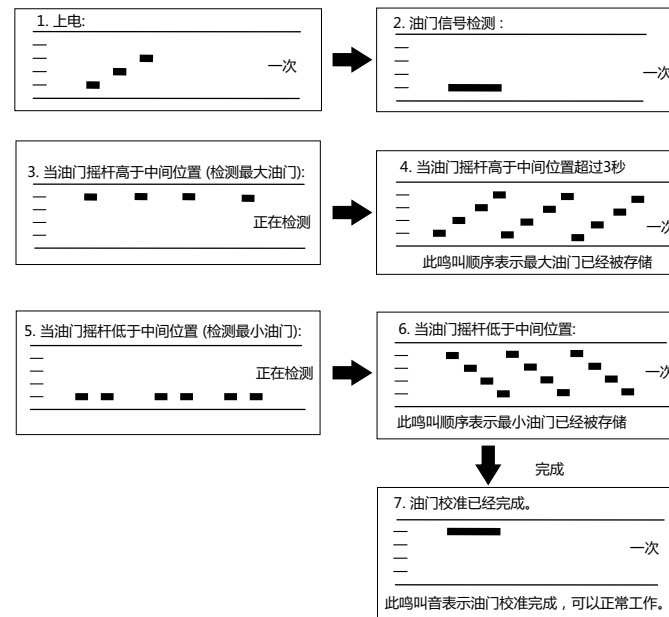 1. 上电:
一次
2. 油门信号检测 :
一次
3. 当油门摇杆高于中间位置 (检测最大油门):
正在检测
4. 当油门摇杆高于中间位置超过3秒
一次
此鸣叫顺序表示最大油门已经被存储
5. 当油门摇杆低于中间位置 (检测最小油门):
正在检测
6. 当油门摇杆低于中间位置:
一次
此鸣叫顺序表示最小油门已经被存储
完成
7. 油门校准已经完成。
一次
此鸣叫音表示油门校准完成 , 可以正常工作。